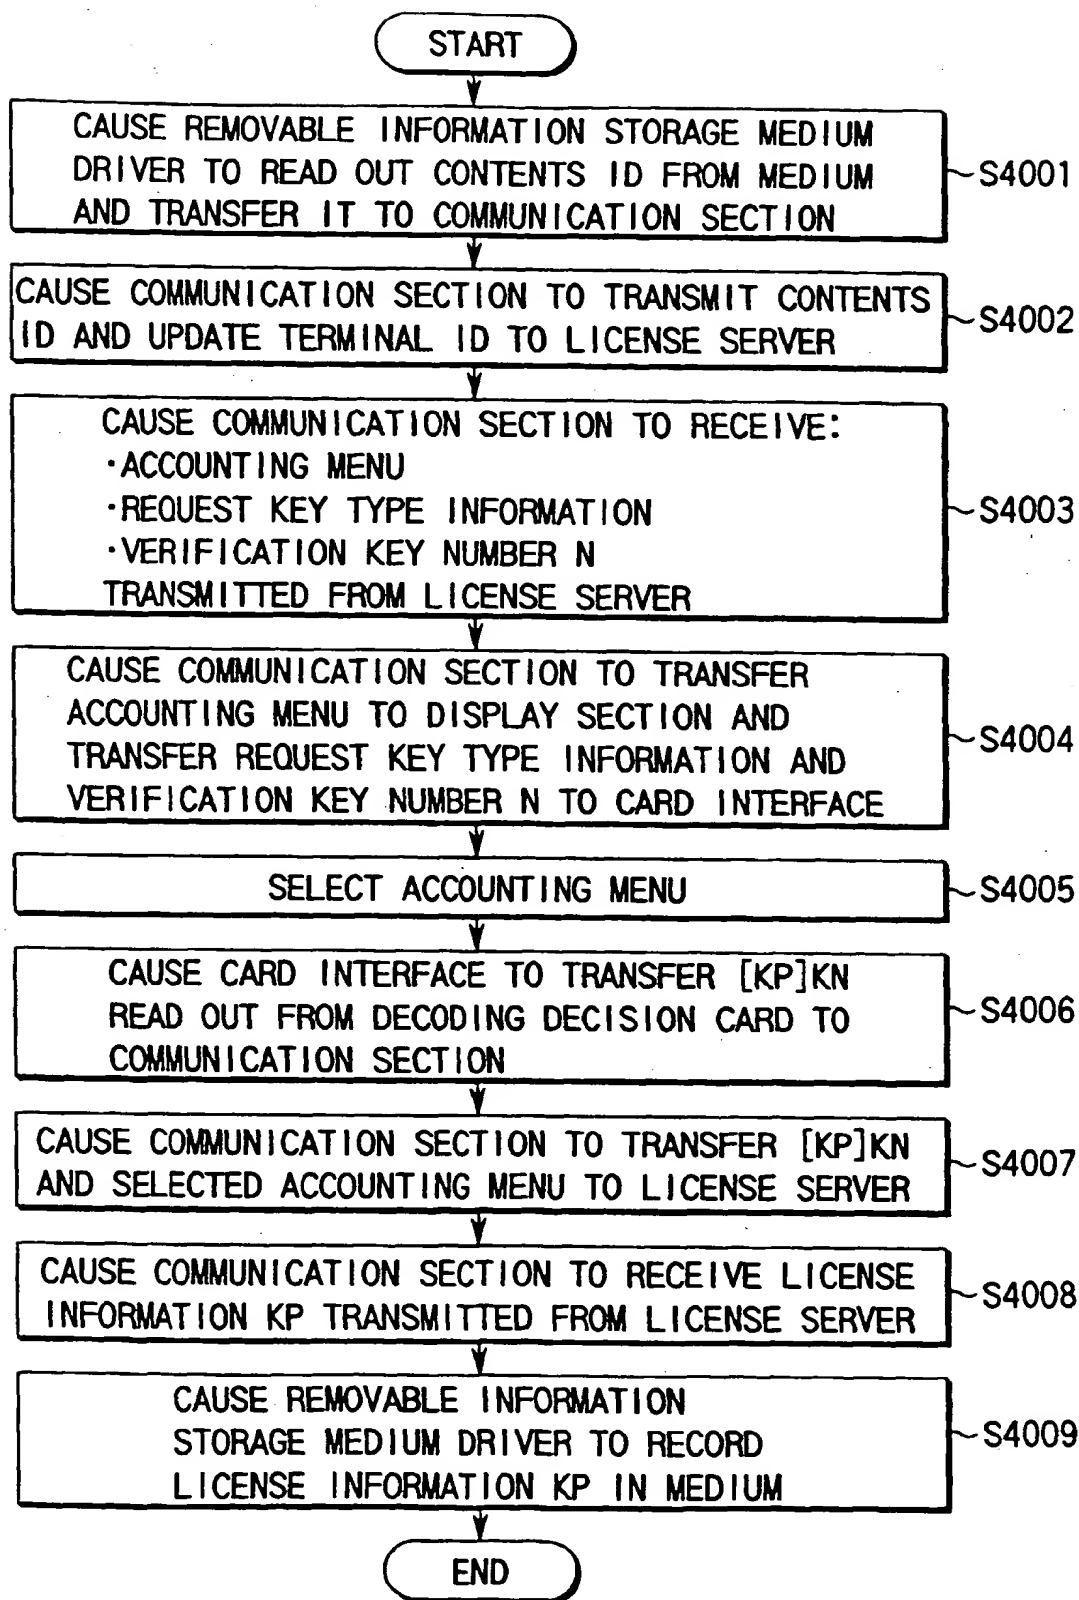 START
CAUSE REMOVABLE INFORMATION STORAGE MEDIUM
DRIVER TO READ OUT CONTENTS ID FROM MEDIUM
AND TRANSFER IT TO COMMUNICATION SECTION
S4001
CAUSE COMMUNICATION SECTION TO TRANSMIT CONTENTS
ID AND UPDATE TERMINAL ID TO LICENSE SERVER
S4002
CAUSE COMMUNICATION SECTION TO RECEIVE:
·ACCOUNTING MENU
·REQUEST KEY TYPE INFORMATION
·VERIFICATION KEY NUMBER N
TRANSMITTED FROM LICENSE SERVER
S4003
CAUSE COMMUNICATION SECTION TO TRANSFER
ACCOUNTING MENU TO DISPLAY SECTION AND
TRANSFER REQUEST KEY TYPE INFORMATION AND
VERIFICATION KEY NUMBER N TO CARD INTERFACE
S4004
SELECT ACCOUNTING MENU
S4005
CAUSE CARD INTERFACE TO TRANSFER [KP]KN
READ OUT FROM DECODING DECISION CARD TO
COMMUNICATION SECTION
S4006
CAUSE COMMUNICATION SECTION TO TRANSFER [KP]KN
AND SELECTED ACCOUNTING MENU TO LICENSE SERVER
S4007
CAUSE COMMUNICATION SECTION TO RECEIVE LICENSE
INFORMATION KP TRANSMITTED FROM LICENSE SERVER
S4008
CAUSE REMOVABLE INFORMATION
STORAGE MEDIUM DRIVER TO RECORD
LICENSE INFORMATION KP IN MEDIUM
S4009
END